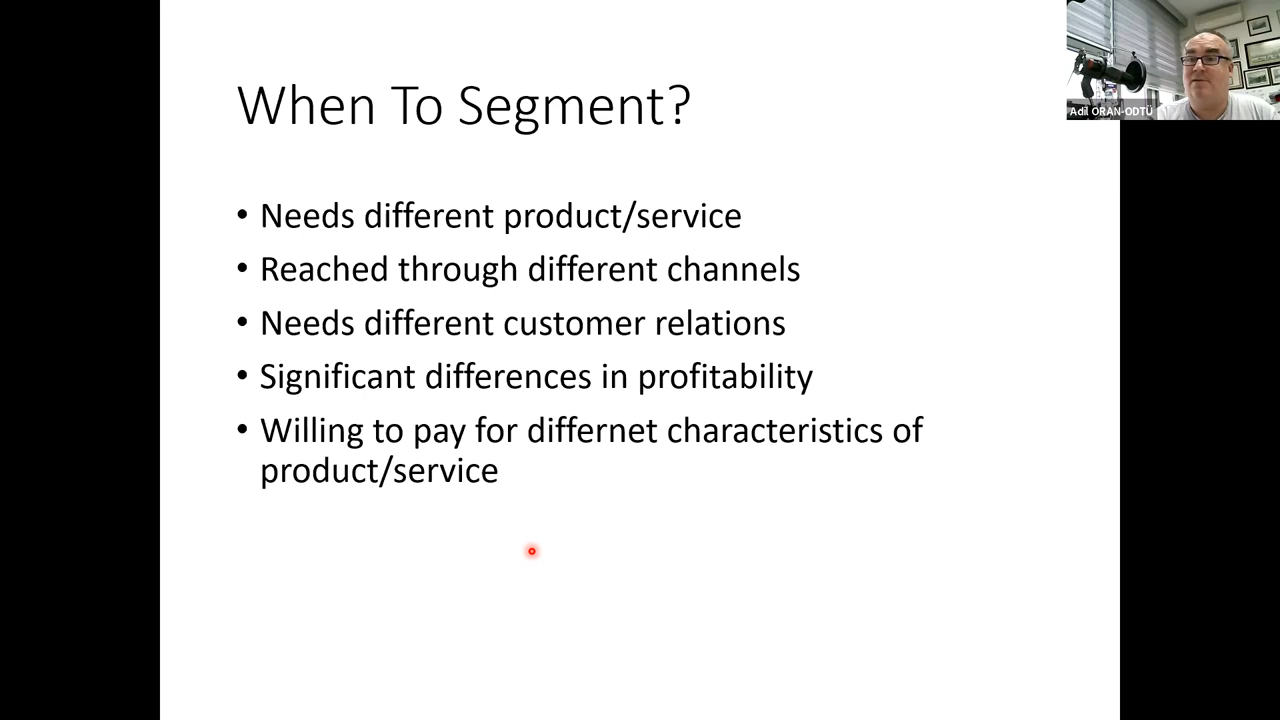 When To Segment?
• Needs different product/service
• Reached through different channels
• Needs different customer relations
• Significant differences in profitability
• Willing to pay for differnet characteristics of
product/service
Adil ORAN-ODTÜ